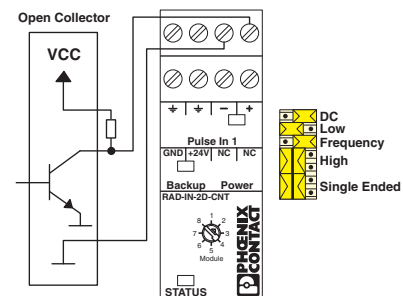 Open Collector
VCC
⏚ ⏚ − +
Pulse In 1
GND +24V NC NC
Backup Power
RAD-IN-2D-CNT
1
2
3
4
5
6
7
8
Module
STATUS
PHŒNIX
CONTACT
DC
Low
Frequency
High
Single Ended